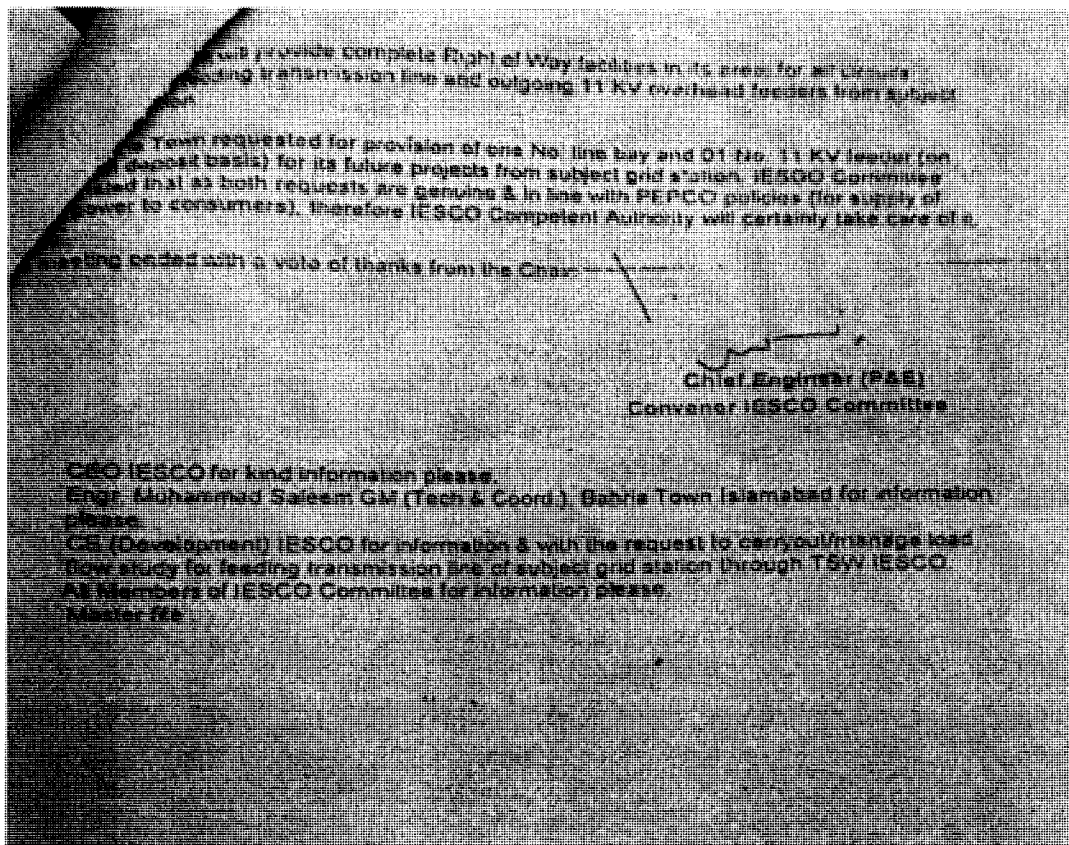 will provide complete Right of Way facilities in its area, for all circuits
feeding transmission line and outgoing 11 KV overhead feeders from subject
Town requested for provision of one No. line bay and 01 No. 11 KV feeder (on
deposit basis) for its future projects from subject grid station. IESCO Committee
that as both requests are genuine & in line with PEPCO policies (for supply of
power to consumers), therefore IESCO Competent Authority will certainly take care of it.
meeting ended with a vote of thanks from the Chair
Chief Engineer (P&E)
Convener IESCO Committee
CEO IESCO for kind information please.
Engr. Muhammad Saleem GM (Tech & Coord.), Bahria Town Islamabad for information
please.
CE (Development) IESCO for information & with the request to carryout/manage load
flow study for feeding transmission line of subject grid station through TSW IESCO.
All Members of IESCO Committee for information please.
Master file